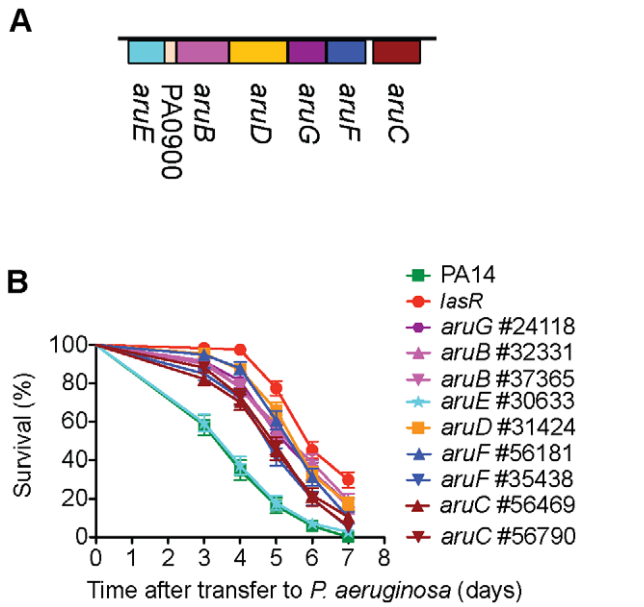 A
aruE
PA0900
aruB
aruD
aruG
aruF
aruC
B
PA14
lasR
aruG #24118
aruB #32331
aruB #37365
aruE #30633
aruD #31424
aruF #56181
aruF #35438
aruC #56469
aruC #56790
Survival (%)
100
80
60
40
20
0
0 1 2 3 4 5 6 7 8
Time after transfer to P. aeruginosa (days)